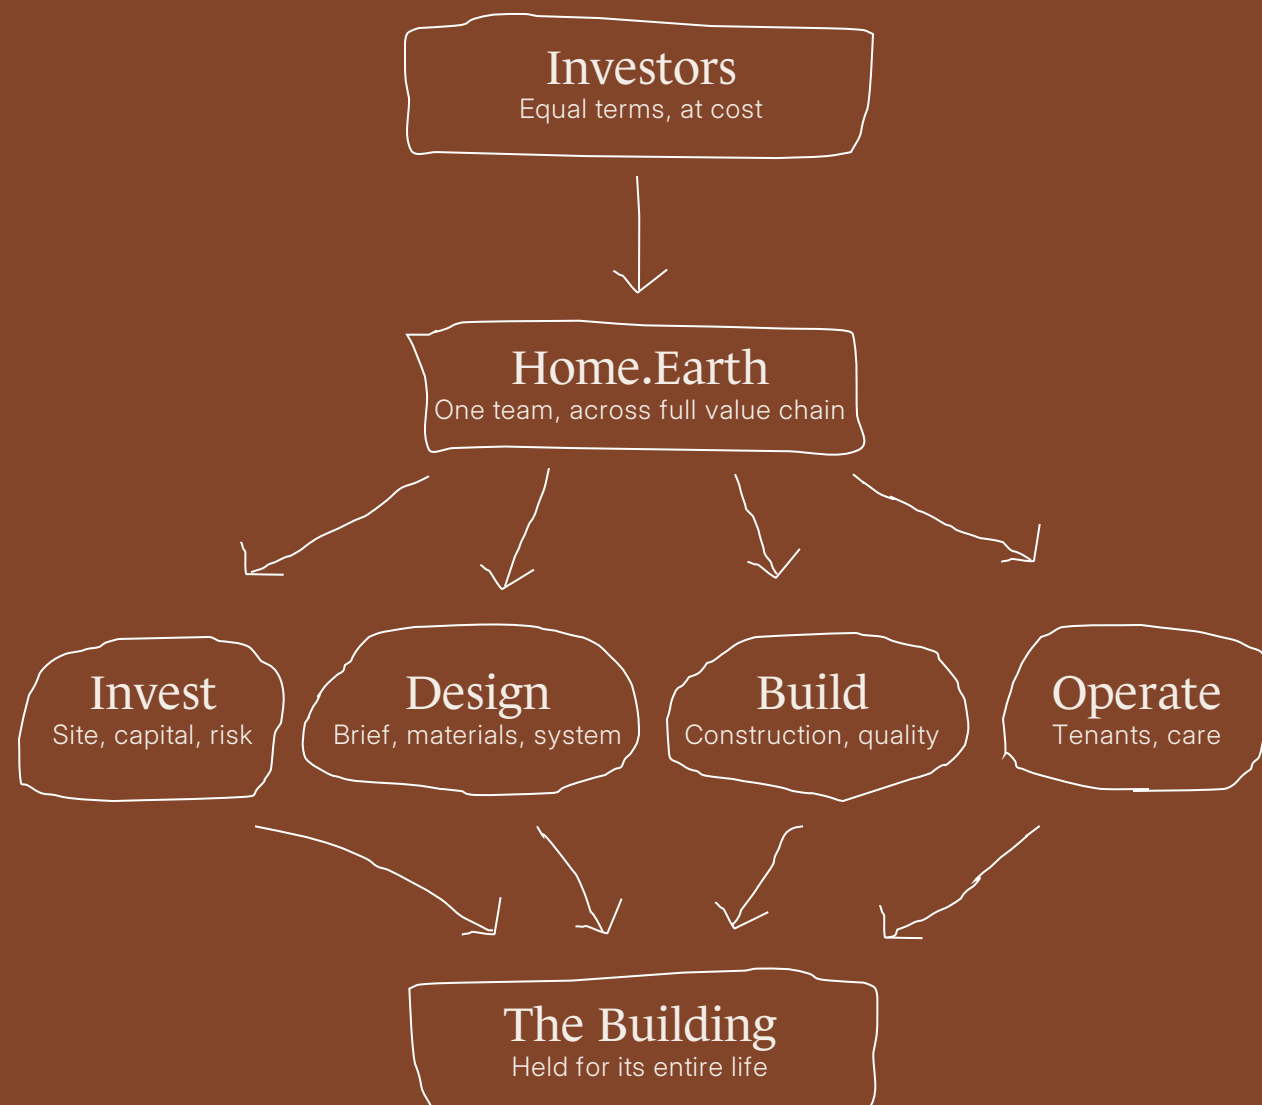 Investors
Equal terms, at cost
Home.Earth
One team, across full value chain
Invest
Site, capital, risk
Design
Brief, materials, system
Build
Construction, quality
Operate
Tenants, care
The Building
Held for its entire life